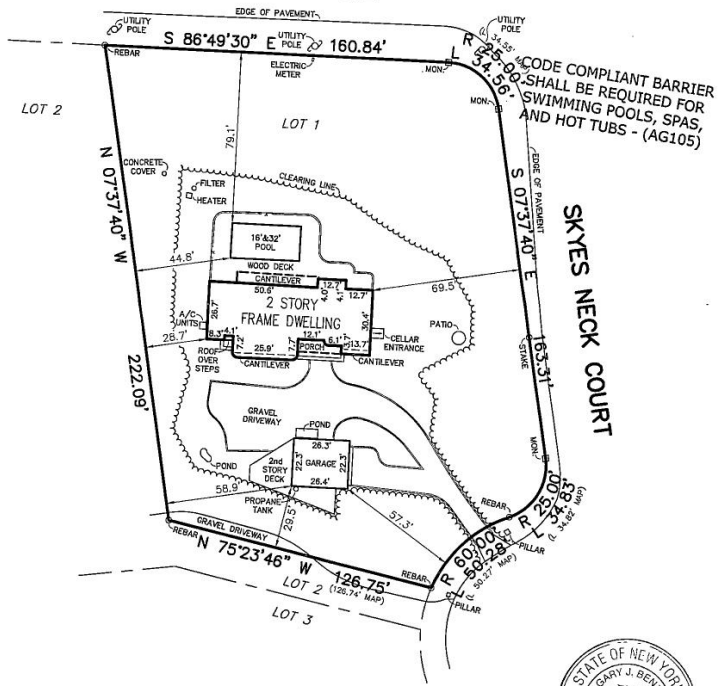 EDGE OF PAVEMENT
UTILITY
POLE
UTILITY
POLE
UTILITY
POLE
S 86°49'30" E
160.84'
REBAR
ELECTRIC
METER
MON.
R 25.00'
L 34.56'
(L 34.55' MAP)
CODE COMPLIANT BARRIER
SHALL BE REQUIRED FOR
SWIMMING POOLS, SPAS,
AND HOT TUBS - (AG105)
MON.
LOT 2
LOT 1
79.1'
N 07°37'40" W
222.09'
CONCRETE
COVER
FILTER
HEATER
CLEARING LINE
EDGE OF PAVEMENT
S 07°37'40" E
163.31'
SKYES NECK COURT
16'&32'
POOL
44.8'
WOOD DECK
CANTILEVER
50.6'
12.7'
4.0'
4.1'
12.7'
69.5'
26.7'
2 STORY
FRAME DWELLING
30.4'
A/C
UNITS
28.7'
8.3'
4.1'
7.2'
25.9'
7.7'
12.1'
PORCH
6.1'
3.7'
13.7'
CELLAR
ENTRANCE
PATIO
ROOF
OVER
STEPS
CANTILEVER
CANTILEVER
STAKE
GRAVEL
DRIVEWAY
POND
26.3'
2nd
STORY
DECK
22.3'
GARAGE
22.3'
26.4'
POND
58.9'
PROPANE
TANK
29.5'
57.3'
MON.
REBAR
R 25.00'
L 34.83'
(L 34.82' MAP)
GRAVEL DRIVEWAY
REBAR
N 75°23'46" W
126.75'
(126.74' MAP)
REBAR
R 60.00'
L 50.28'
(L 50.27' MAP)
PILLAR
PILLAR
LOT 2
LOT 3
STATE OF NEW YOR
GARY J. BEN